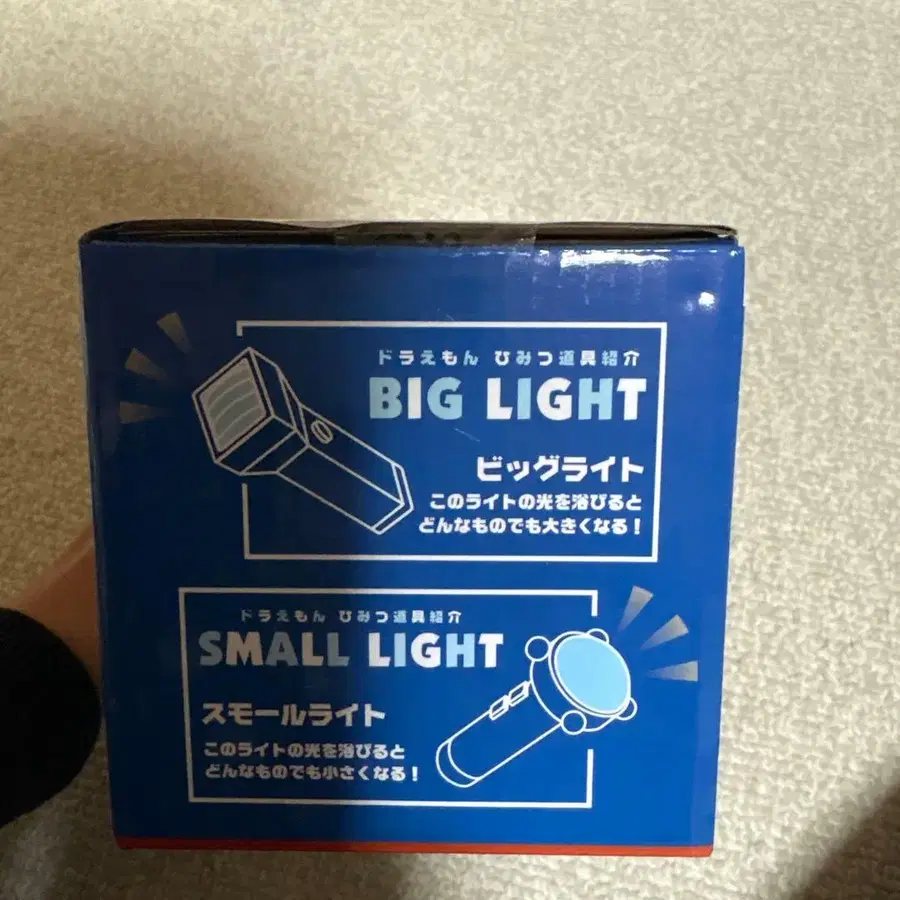 ドラえもん ひみつ道具紹介
BIG LIGHT
ビッグライト
このライトの光を浴びると
どんなものでも大きくなる！
ドラえもん ひみつ道具紹介
SMALL LIGHT
スモールライト
このライトの光を浴びると
どんなものでも小さくなる！